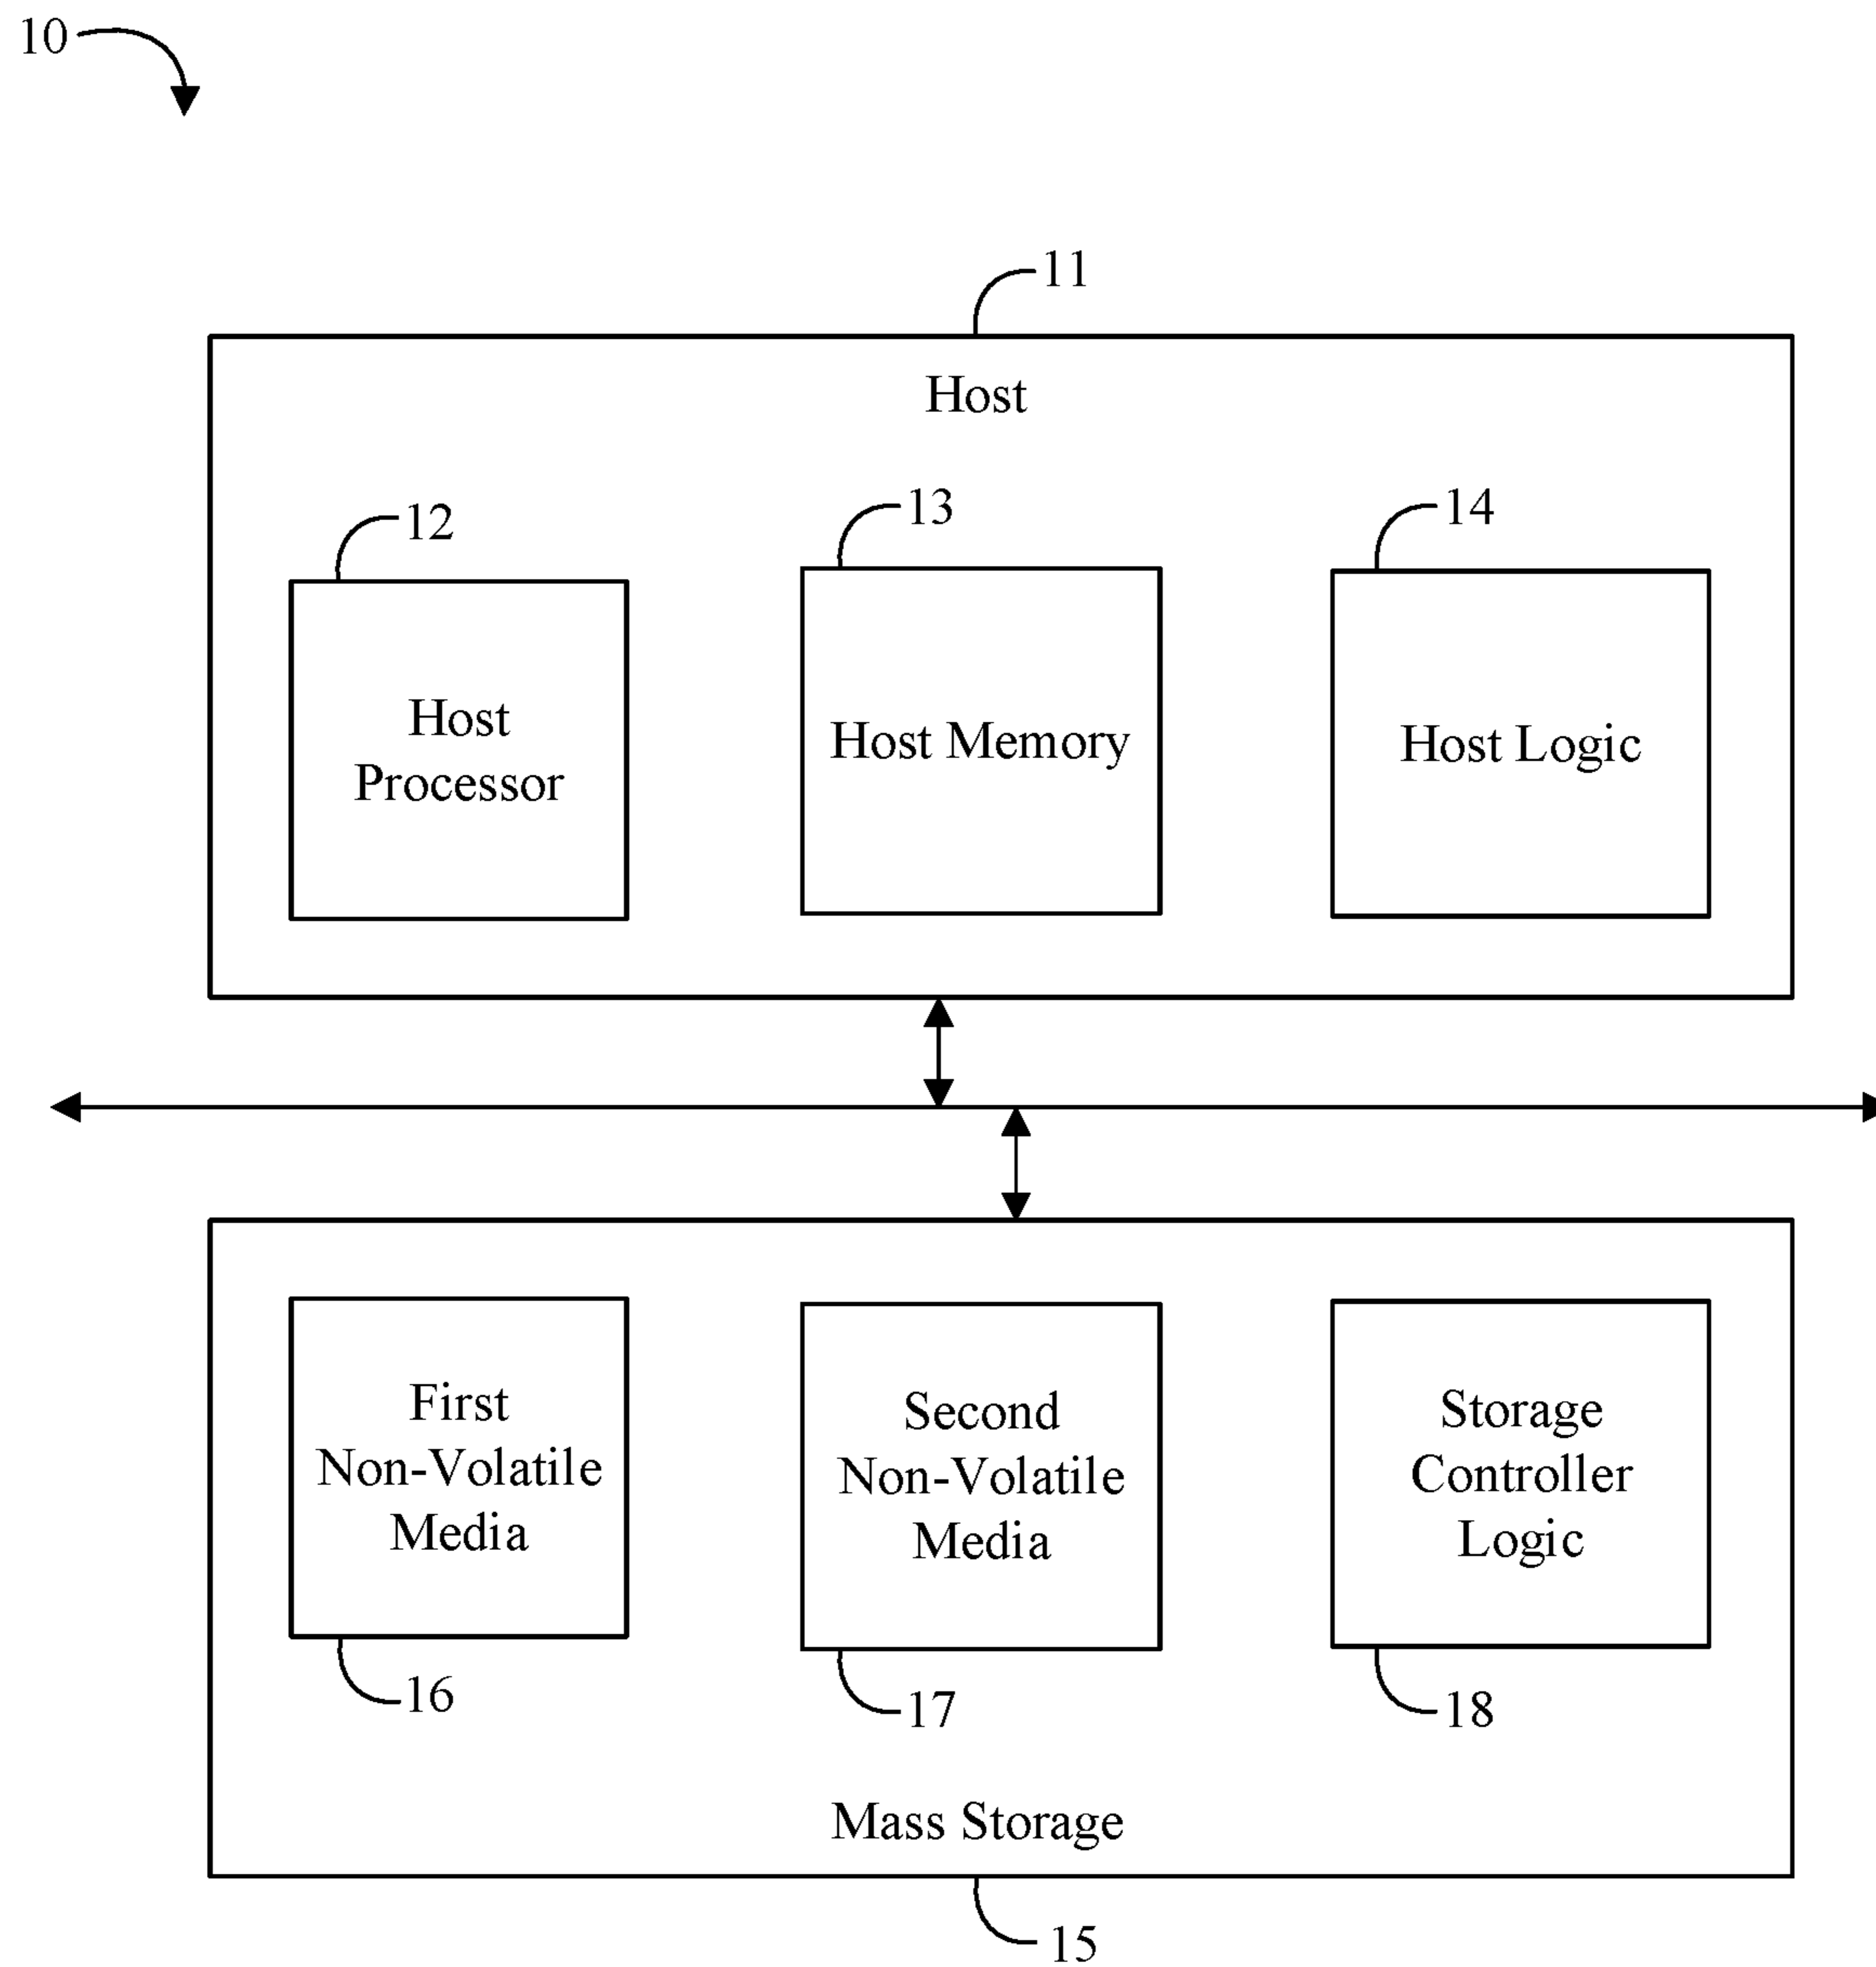 10
11
Host
12
13
14
Host
Processor
Host Memory
Host Logic
First
Non-Volatile
Media
Second
Non-Volatile
Media
Storage
Controller
Logic
16
17
18
Mass Storage
15